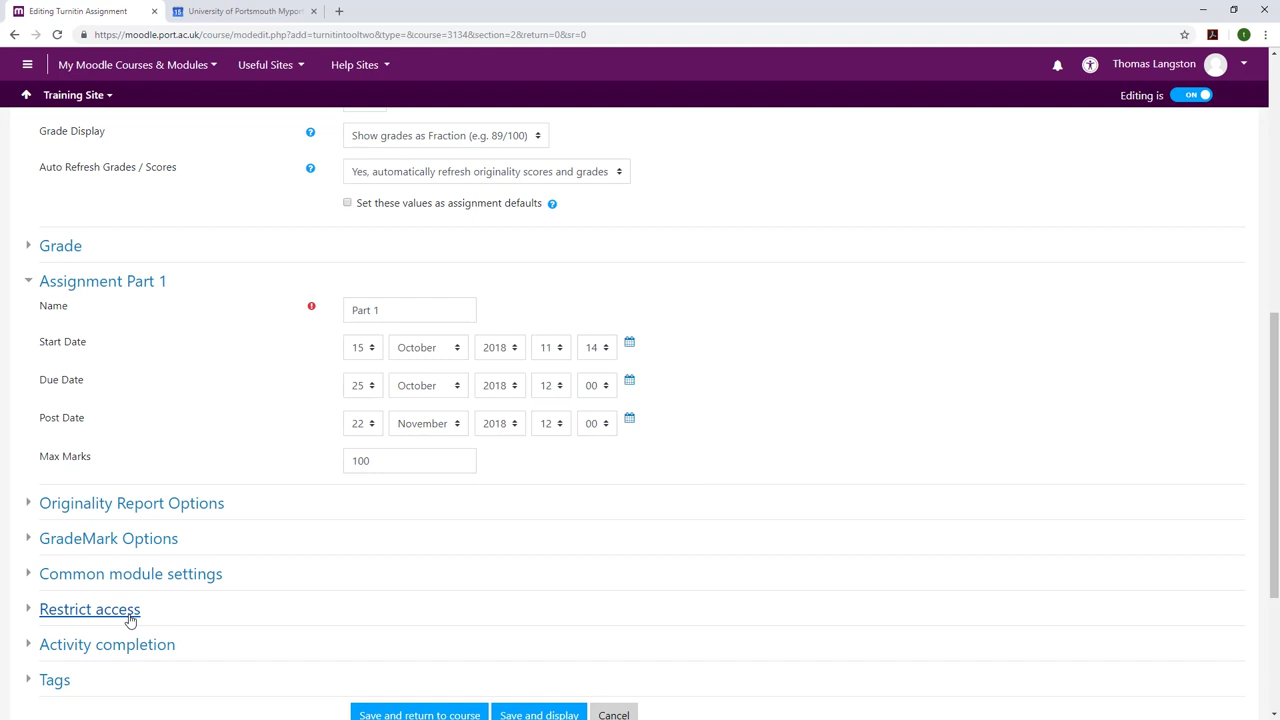 Editing Turnitin Assignment
University of Portsmouth Myport
https://moodle.port.ac.uk/course/modedit.php?add=turnitintooltwo&type=&course=3134&section=2&return=0&sr=0
t
My Moodle Courses & Modules
Useful Sites
Help Sites
Thomas Langston
Training Site
Editing is ON
Grade Display
? Show grades as Fraction (e.g. 89/100)
Auto Refresh Grades / Scores
? Yes, automatically refresh originality scores and grades
Set these values as assignment defaults ?
Grade
Assignment Part 1
Name
! Part 1
Start Date
15 October 2018 11 14
Due Date
25 October 2018 12 00
Post Date
22 November 2018 12 00
Max Marks
100
Originality Report Options
GradeMark Options
Common module settings
Restrict access
Activity completion
Tags
Save and return to course Save and display Cancel